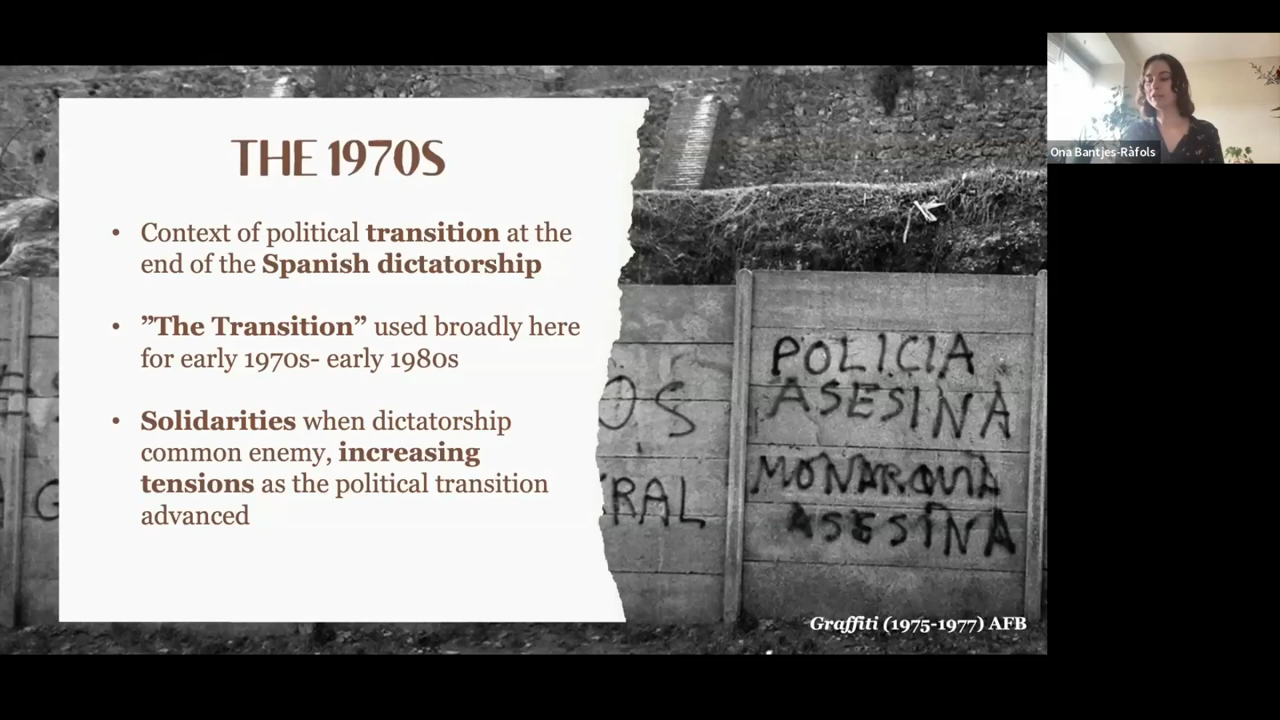 THE 1970S
• Context of political transition at the
end of the Spanish dictatorship
• ”The Transition” used broadly here
for early 1970s- early 1980s
• Solidarities when dictatorship
common enemy, increasing
tensions as the political transition
advanced
OS
RAL
POLICIA
ASESINA
MONARQUIA
ASESINA
Graffiti (1975-1977) AFB
Ona Bantjes-Ràfols